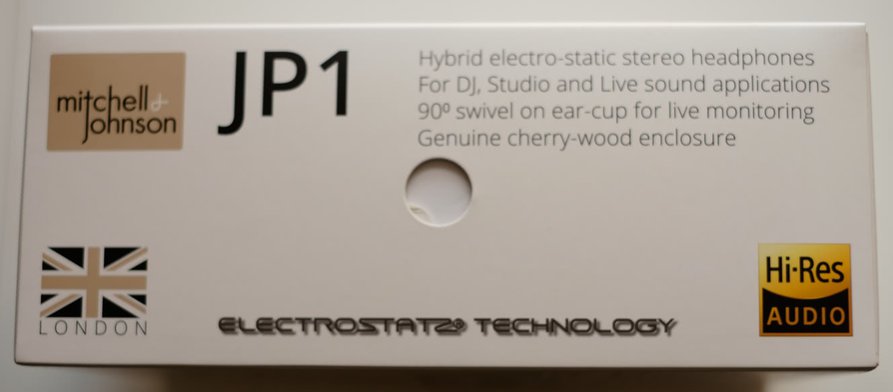 mitchell &
Johnson
JP1
Hybrid electro-static stereo headphones
For DJ, Studio and Live sound applications
90º swivel on ear-cup for live monitoring
Genuine cherry-wood enclosure
LONDON
ELECTROSTATZ® TECHNOLOGY
Hi-Res
AUDIO